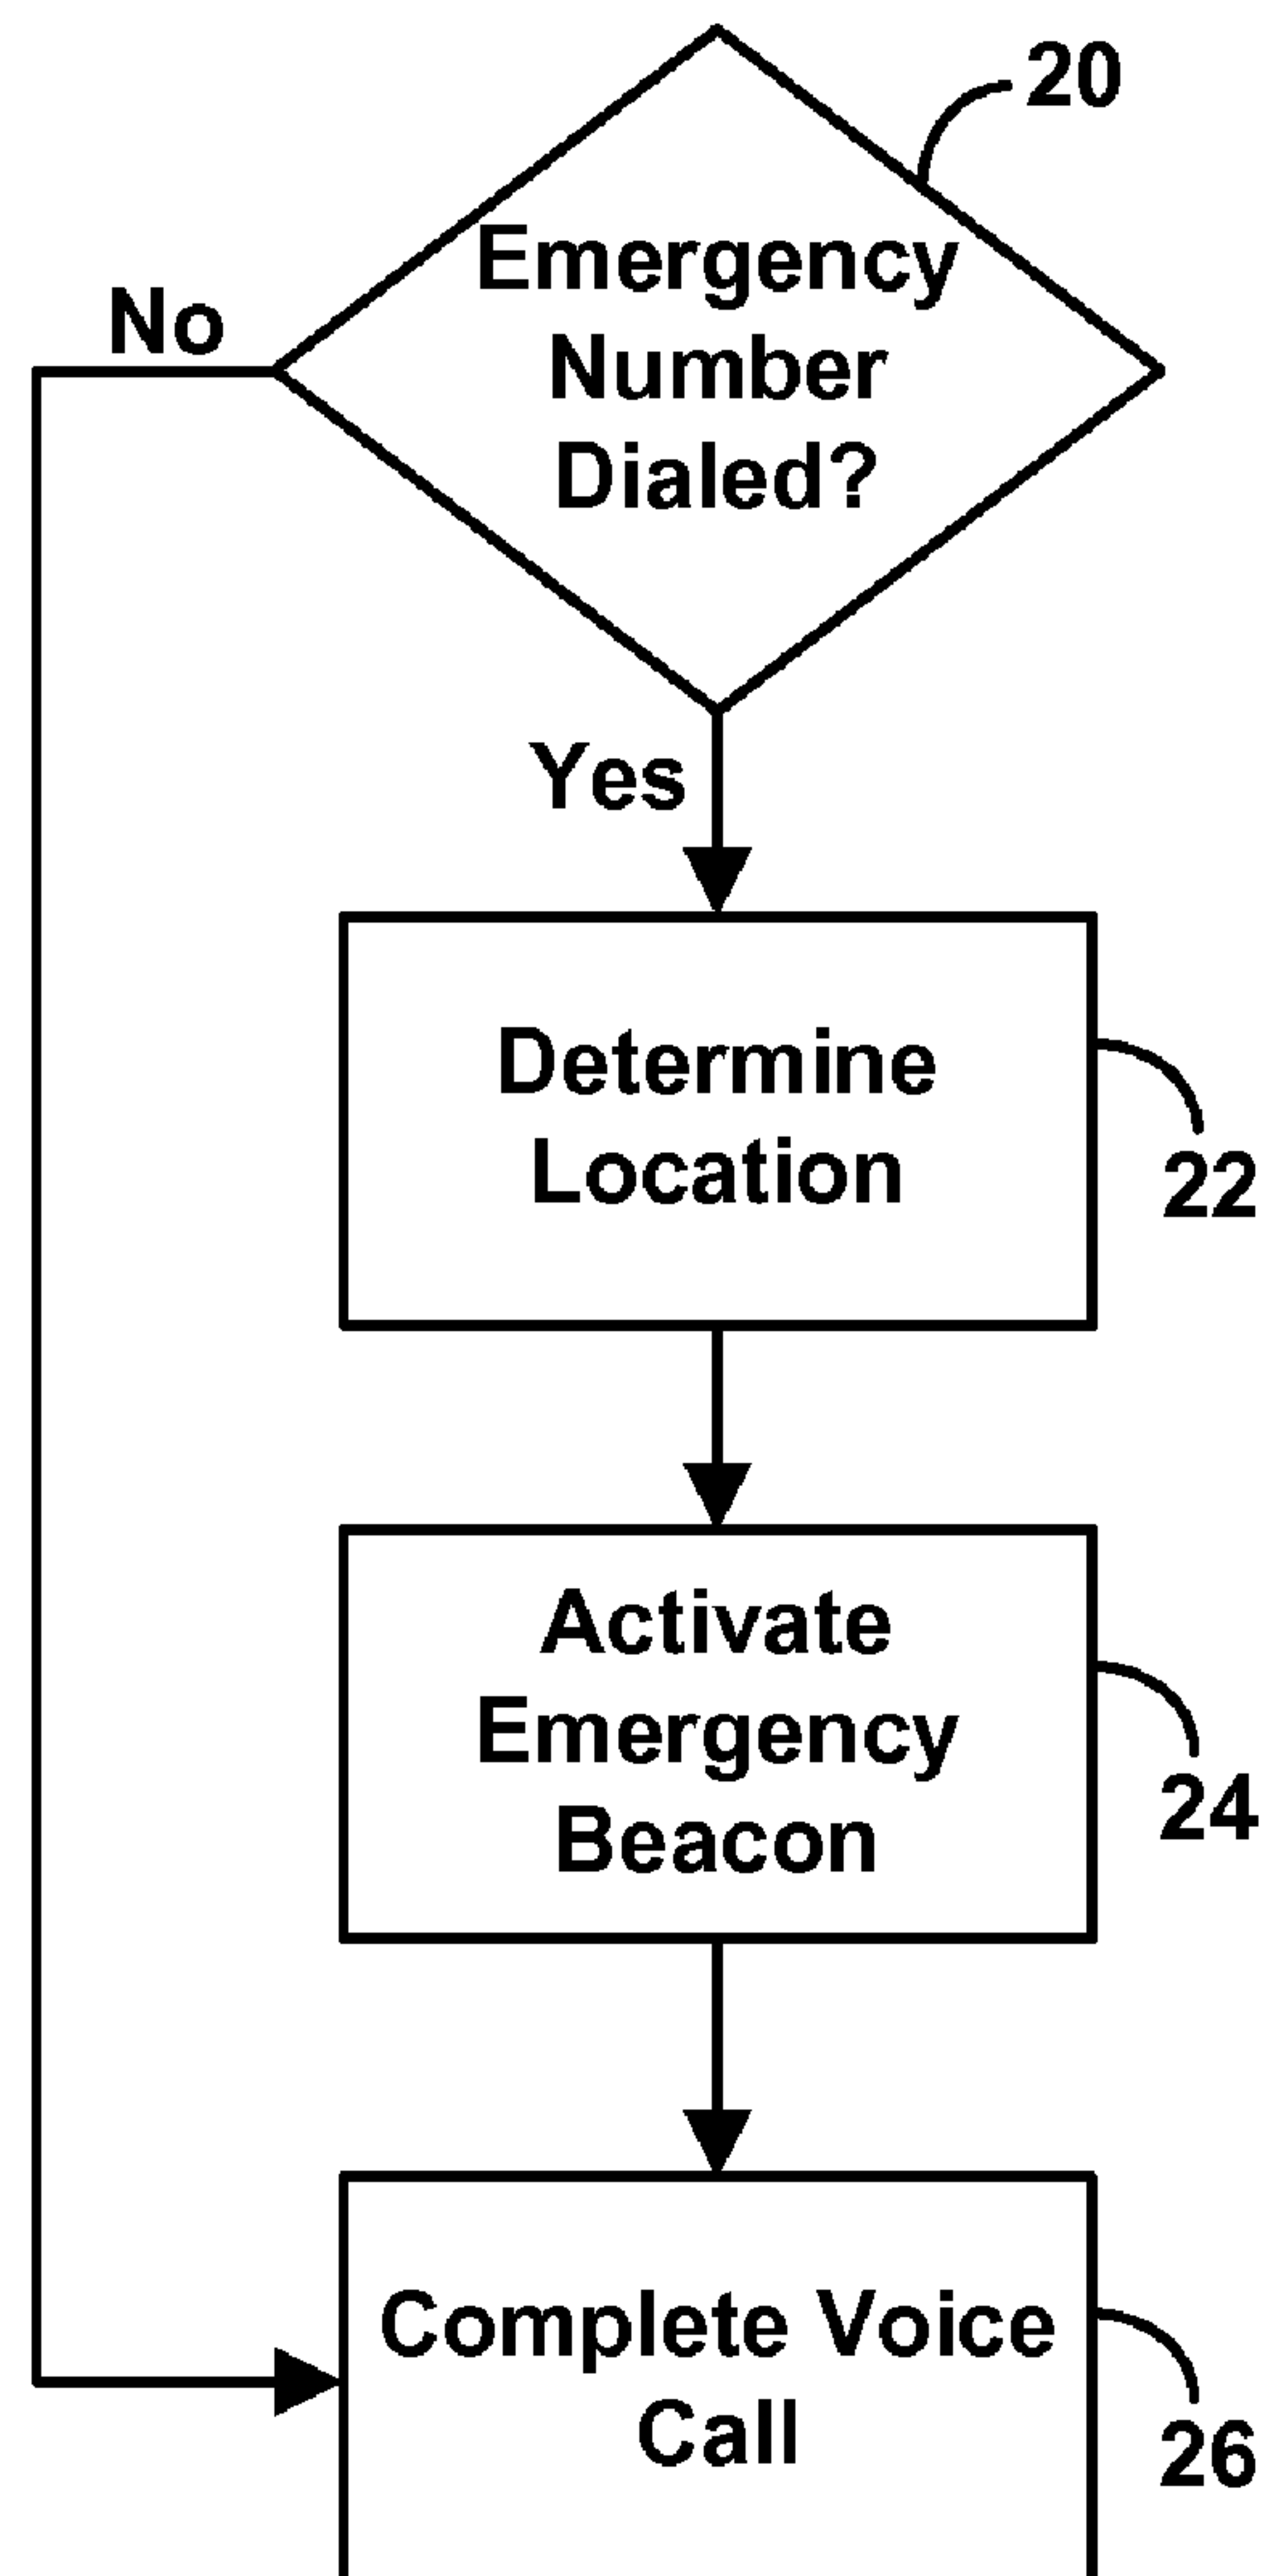 20
Emergency
Number
Dialed?
No
Yes
Determine
Location
22
Activate
Emergency
Beacon
24
Complete Voice
Call
26